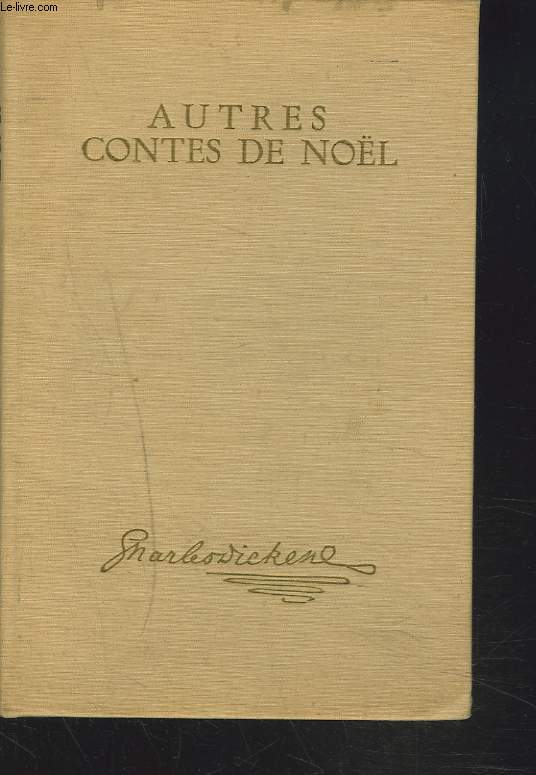 Le-livre.com
AUTRES
CONTES DE NOËL
Charles Dickens